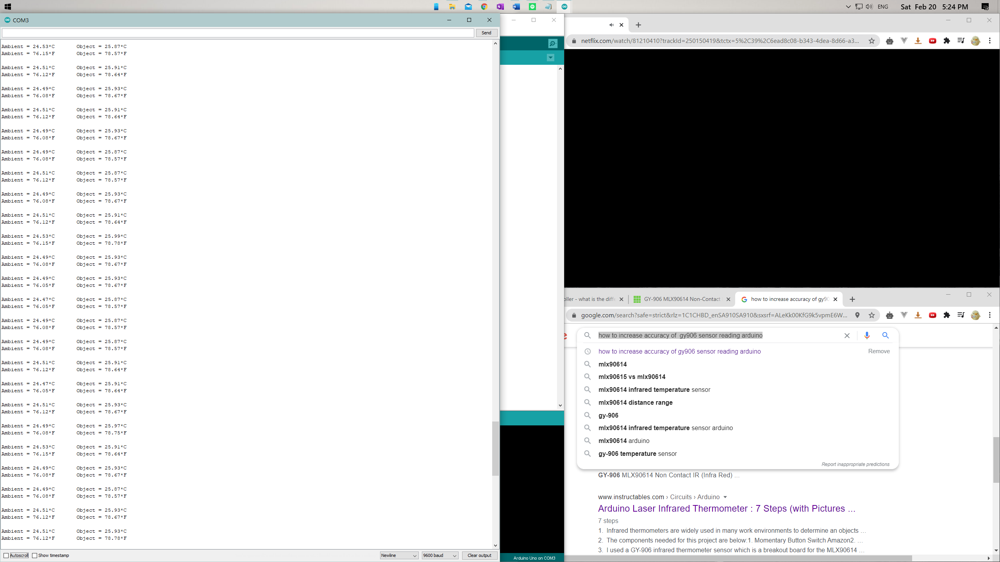 ENG
Sat Feb 20 5:24 PM
COM3
Send
Ambient = 24.53*C Object = 25.87*C
Ambient = 76.15*F Object = 78.57*F
Ambient = 24.51*C Object = 25.91*C
Ambient = 76.12*F Object = 78.64*F
Ambient = 24.49*C Object = 25.93*C
Ambient = 76.08*F Object = 78.67*F
Ambient = 24.51*C Object = 25.91*C
Ambient = 76.12*F Object = 78.64*F
Ambient = 24.49*C Object = 25.93*C
Ambient = 76.08*F Object = 78.67*F
Ambient = 24.49*C Object = 25.87*C
Ambient = 76.08*F Object = 78.57*F
Ambient = 24.51*C Object = 25.87*C
Ambient = 76.12*F Object = 78.57*F
Ambient = 24.49*C Object = 25.93*C
Ambient = 76.08*F Object = 78.67*F
Ambient = 24.51*C Object = 25.91*C
Ambient = 76.12*F Object = 78.64*F
Ambient = 24.53*C Object = 25.99*C
Ambient = 76.15*F Object = 78.78*F
Ambient = 24.49*C Object = 25.93*C
Ambient = 76.08*F Object = 78.67*F
Ambient = 24.49*C Object = 25.93*C
Ambient = 76.05*F Object = 78.67*F
Ambient = 24.47*C Object = 25.87*C
Ambient = 76.05*F Object = 78.57*F
Ambient = 24.49*C Object = 25.87*C
Ambient = 76.08*F Object = 78.57*F
Ambient = 24.49*C Object = 25.87*C
Ambient = 76.08*F Object = 78.57*F
Ambient = 24.51*C Object = 25.91*C
Ambient = 76.12*F Object = 78.64*F
Ambient = 24.47*C Object = 25.91*C
Ambient = 76.05*F Object = 78.64*F
Ambient = 24.51*C Object = 25.93*C
Ambient = 76.12*F Object = 78.67*F
Ambient = 24.49*C Object = 25.97*C
Ambient = 76.08*F Object = 78.75*F
Ambient = 24.53*C Object = 25.91*C
Ambient = 76.15*F Object = 78.64*F
Ambient = 24.49*C Object = 25.93*C
Ambient = 76.08*F Object = 78.67*F
Ambient = 24.49*C Object = 25.87*C
Ambient = 76.08*F Object = 78.57*F
Ambient = 24.51*C Object = 25.93*C
Ambient = 76.12*F Object = 78.67*F
Ambient = 24.51*C Object = 25.93*C
Ambient = 76.12*F Object = 78.78*F
Autoscroll Show timestamp Newline 9600 baud Clear output
Arduino Uno on COM3
netflix.com/watch/81210410?trackId=250150419&tctx=5%2C39%2C6ead8c08-b343-4dea-8d66-a3...
oller - what is the diffe
GY-906 MLX90614 Non-Contact
how to increase accuracy of gy90
google.com/search?safe=strict&rlz=1C1CHBD_enSA910SA910&sxsrf=ALeKk00KfG9k5vpmE6W...
how to increase accuracy of  gy906 sensor reading arduino
how to increase accuracy of gy906 sensor reading arduino Remove
mlx90614
mlx90615 vs mlx90614
mlx90614 infrared temperature sensor
mlx90614 distance range
gy-906
mlx90614 infrared temperature sensor arduino
mlx90614 arduino
gy-906 temperature sensor
Report inappropriate predictions
GY-906 MLX90614 Non Contact IR (Infra Red) ...
www.instructables.com › Circuits › Arduino
Arduino Laser Infrared Thermometer : 7 Steps (with Pictures ...
7 steps
1. Infrared thermometers are widely used in many work environments to determine an objects ...
2. The components needed for this project are below:1. Momentary Button Switch Amazon2. ...
3. I used a GY-906 infrared thermometer sensor which is a breakout board for the MLX90614 ...